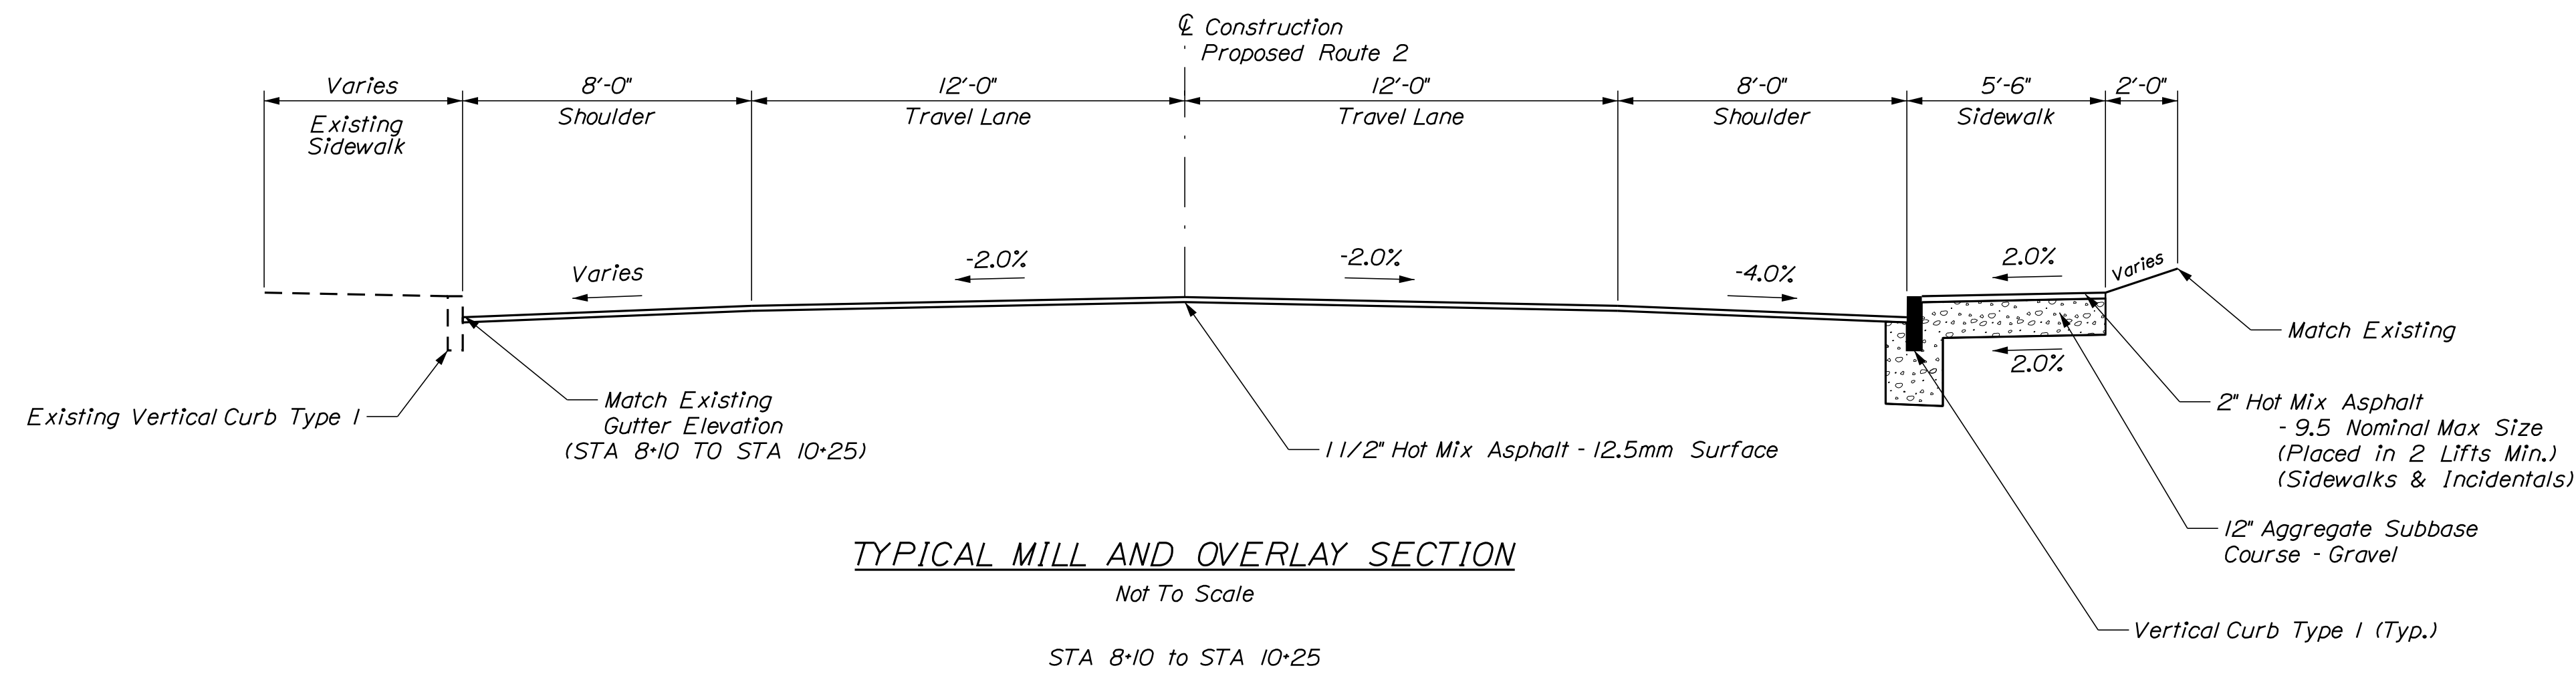 ℄ Construction
Proposed Route 2
Varies
8'-0"
12'-0"
12'-0"
8'-0"
5'-6"
2'-0"
Existing
Sidewalk
Shoulder
Travel Lane
Travel Lane
Shoulder
Sidewalk
Varies
-2.0%
-2.0%
-4.0%
2.0%
Varies
2.0%
Match Existing
Existing Vertical Curb Type 1
Match Existing
Gutter Elevation
(STA 8+10 TO STA 10+25)
1 1/2" Hot Mix Asphalt - 12.5mm Surface
2" Hot Mix Asphalt
- 9.5 Nominal Max Size
(Placed in 2 Lifts Min.)
(Sidewalks & Incidentals)
12" Aggregate Subbase
Course - Gravel
Vertical Curb Type 1 (Typ.)
TYPICAL MILL AND OVERLAY SECTION
Not To Scale
STA 8+10 to STA 10+25